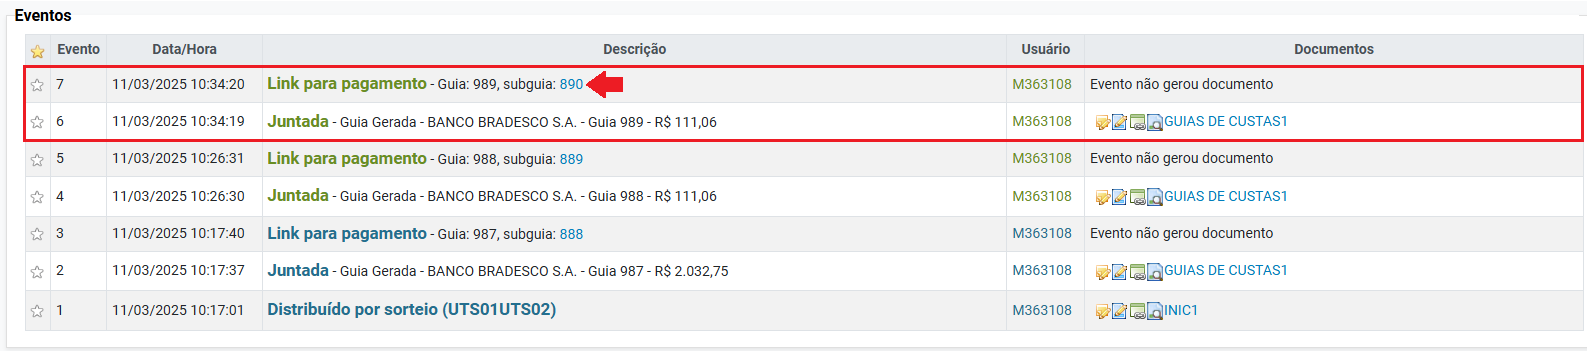 Eventos
Evento Data/Hora Descrição Usuário Documentos
7 11/03/2025 10:34:20 Link para pagamento - Guia: 989, subguia: 890 M363108 Evento não gerou documento
6 11/03/2025 10:34:19 Juntada - Guia Gerada - BANCO BRADESCO S.A. - Guia 989 - R$ 111,06 M363108 GUIAS DE CUSTAS1
5 11/03/2025 10:26:31 Link para pagamento - Guia: 988, subguia: 889 M363108 Evento não gerou documento
4 11/03/2025 10:26:30 Juntada - Guia Gerada - BANCO BRADESCO S.A. - Guia 988 - R$ 111,06 M363108 GUIAS DE CUSTAS1
3 11/03/2025 10:17:40 Link para pagamento - Guia: 987, subguia: 888 M363108 Evento não gerou documento
2 11/03/2025 10:17:37 Juntada - Guia Gerada - BANCO BRADESCO S.A. - Guia 987 - R$ 2.032,75 M363108 GUIAS DE CUSTAS1
1 11/03/2025 10:17:01 Distribuído por sorteio (UTS01UTS02) M363108 INIC1